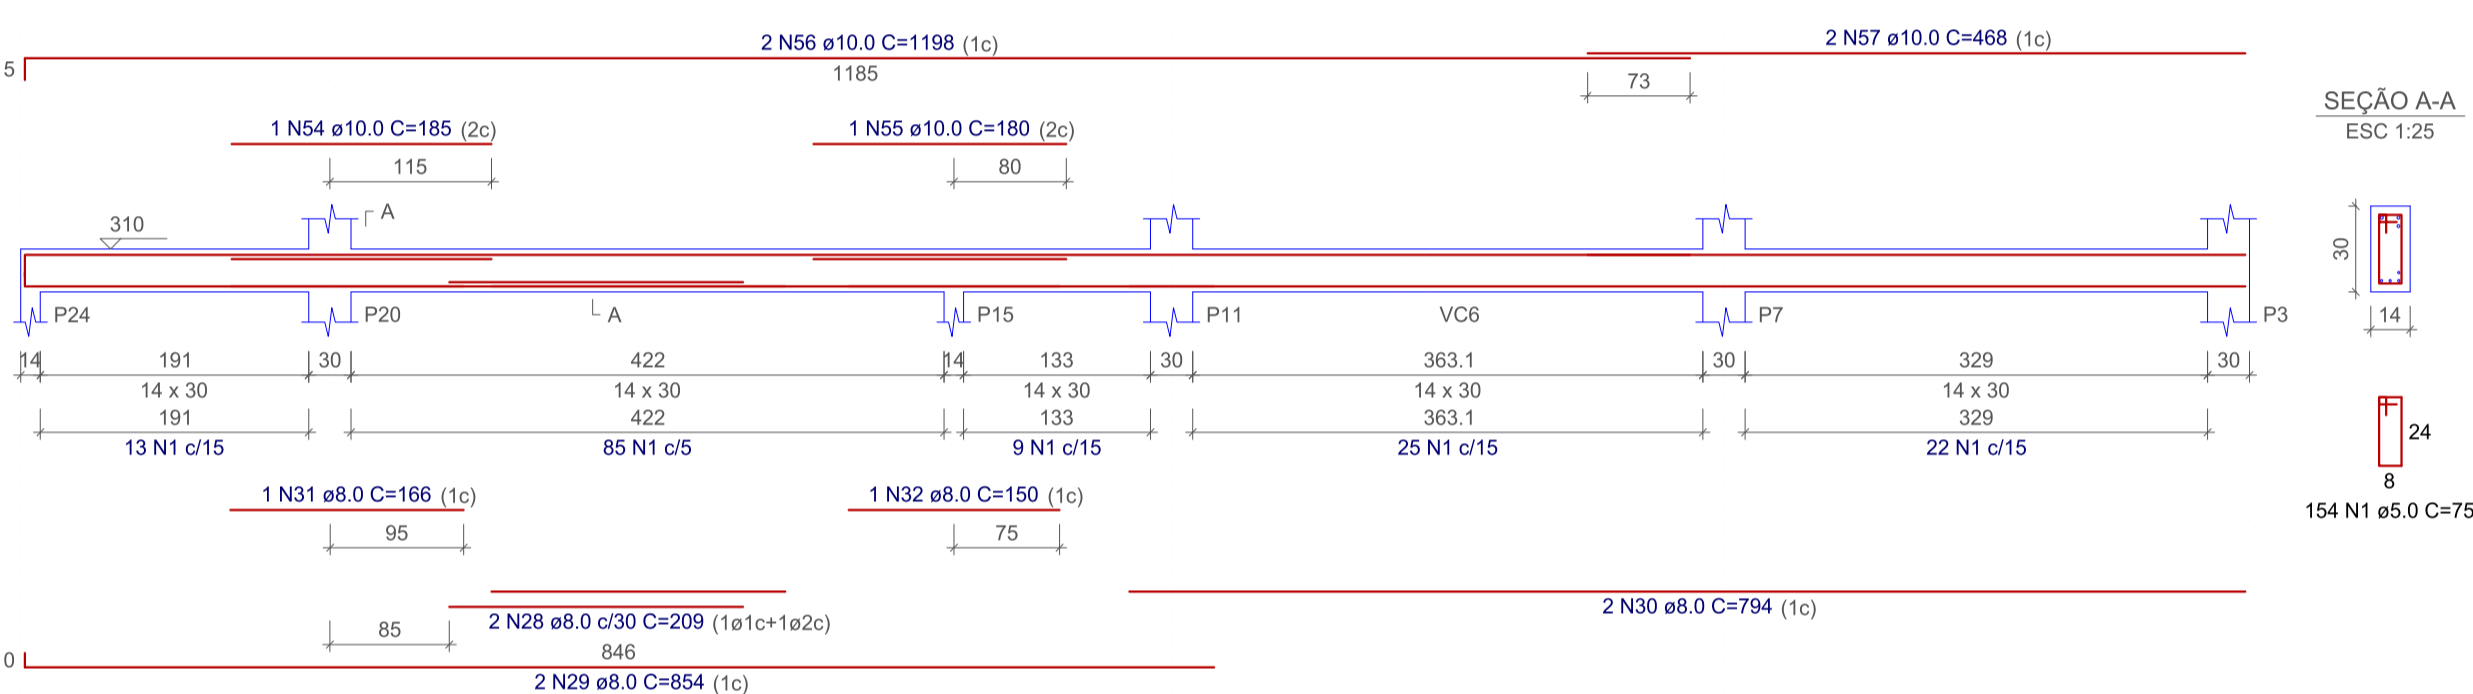 2 N56 ø10.0 C=1198 (1c)
2 N57 ø10.0 C=468 (1c)
5
1185
73
SEÇÃO A-A
ESC 1:25
1 N54 ø10.0 C=185 (2c)
1 N55 ø10.0 C=180 (2c)
115
80
A
310
30
14
P24
P20
A
P15
P11
VC6
P7
P3
14 191 30 422 14 133 30 363.1 30 329 30
14 x 30 14 x 30 14 x 30 14 x 30 14 x 30
191 422 133 363.1 329
13 N1 c/15 85 N1 c/5 9 N1 c/15 25 N1 c/15 22 N1 c/15
24
8
154 N1 ø5.0 C=75
1 N31 ø8.0 C=166 (1c)
1 N32 ø8.0 C=150 (1c)
95
75
2 N28 ø8.0 c/30 C=209 (1ø1c+1ø2c)
2 N30 ø8.0 C=794 (1c)
85
0
846
2 N29 ø8.0 C=854 (1c)